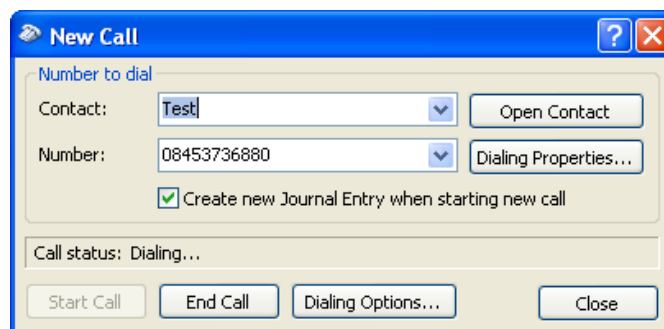 New Call
Number to dial
Contact: Test Open Contact
Number: 08453736880 Dialing Properties...
Create new Journal Entry when starting new call
Call status: Dialing...
Start Call End Call Dialing Options... Close